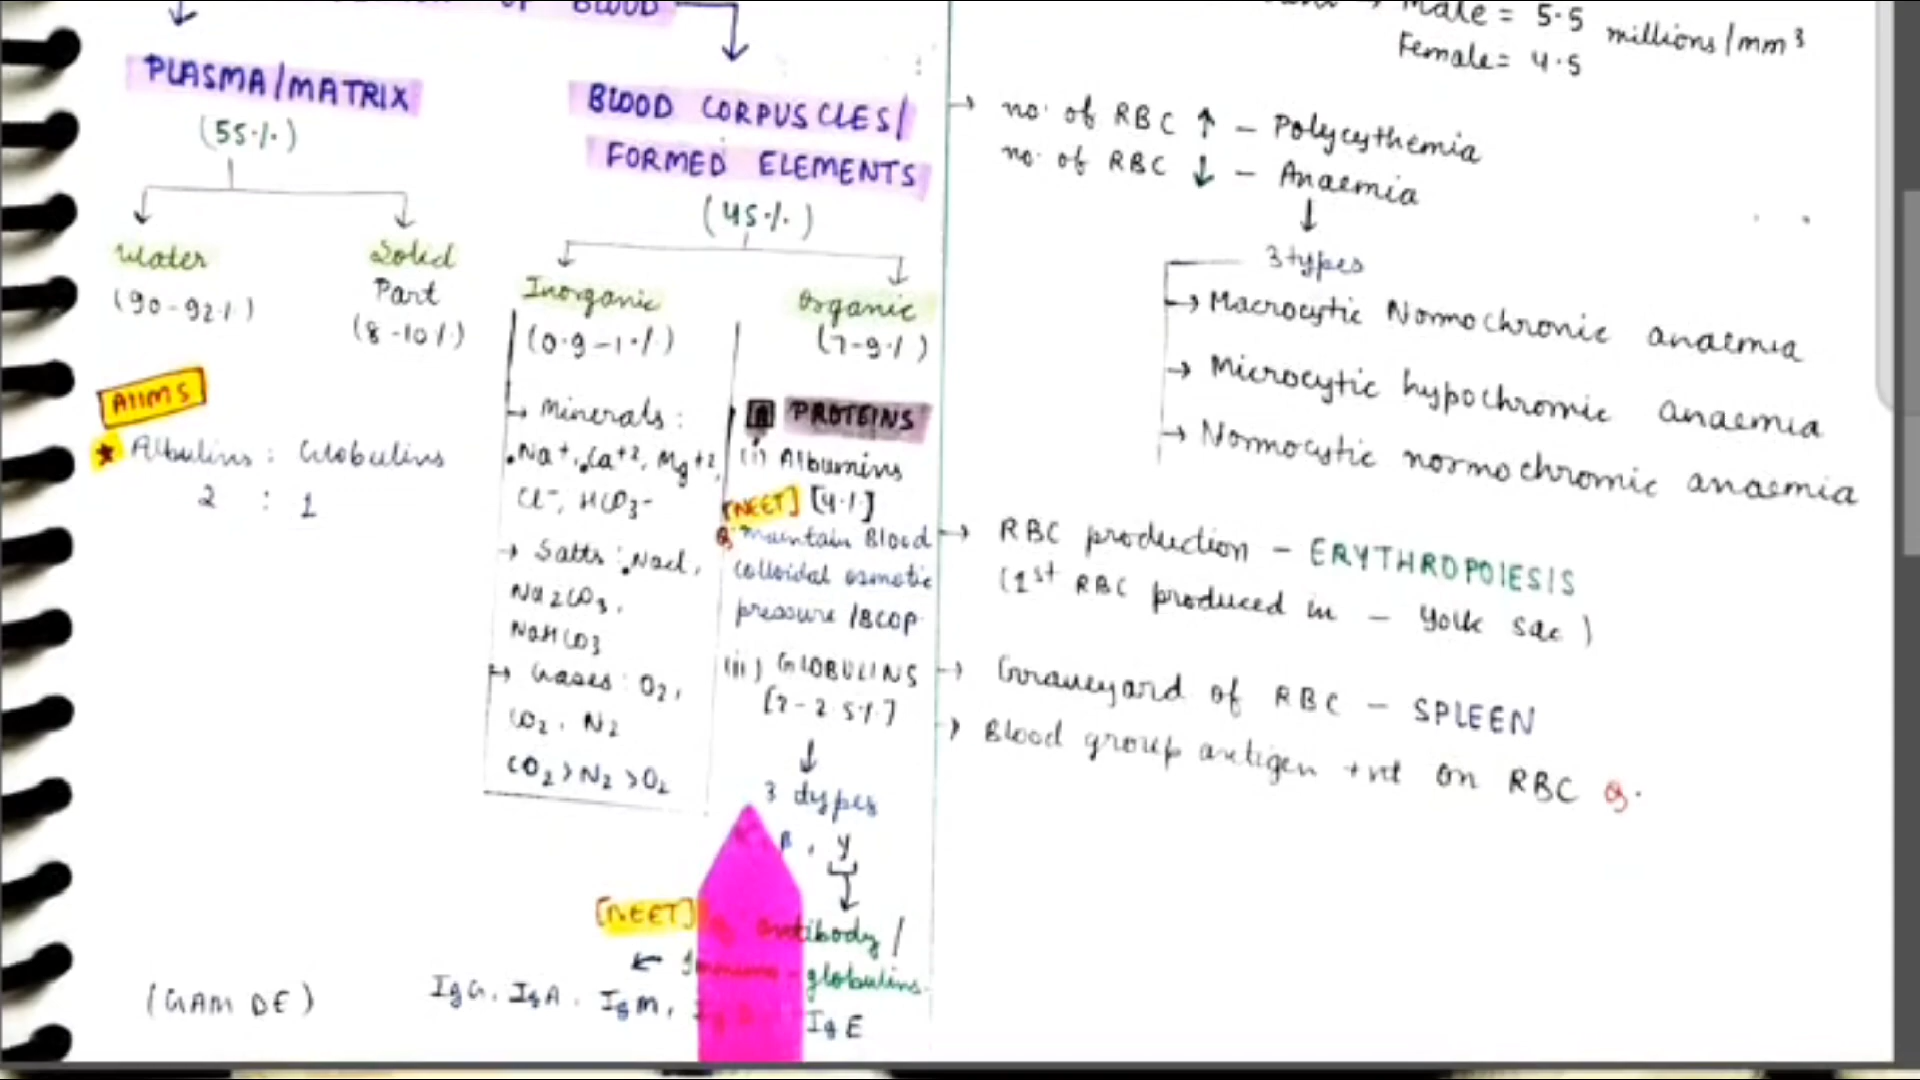 OF BLOOD
PLASMA/MATRIX
(55%)
Water
(90-92%)
Solid
Part
(8-10%)
AIIMS
★ Albulins : Globulins
2 : 1
BLOOD CORPUSCLES/
FORMED ELEMENTS
(45%)
Inorganic
(0.9-1%)
→ Minerals:
Na+, Ca+2, Mg+2,
Cl-, HCO3-
→ Salts: Nacl,
Na2CO3,
NaHCO3
→ Gases: O2,
CO2, N2
CO2 > N2 > O2
Organic
(7-9%)
A PROTEINS
(i) Albumins
[NEET] [4%]
Q Maintain Blood
colloidal osmotic
pressure /BCOP
(ii) GLOBULINS
[2-2.5%]
3 types
β, γ
[NEET] antibody /
Immuno-globulins
(GAM DE) IgG, IgA, IgM, IgE
Male = 5.5
millions/mm3
Female = 4.5
→ no. of RBC ↑ - Polycythemia
no. of RBC ↓ - Anaemia
3 types
→ Macrocytic Normochronic anaemia
→ Microcytic hypochromic anaemia
→ Normocytic normochromic anaemia
→ RBC production - ERYTHROPOIESIS
(1st RBC produced in - Yolk sac)
→ Graveyard of RBC - SPLEEN
→ Blood group antigen +nt on RBC Q.